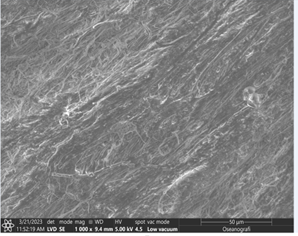 3/21/2023 det mode mag ⊞ WD HV spot vac mode 50 µm
11:52:19 AM LVD SE 1 000 x 9.4 mm 5.00 kV 4.5 Low vacuum Oseanografi